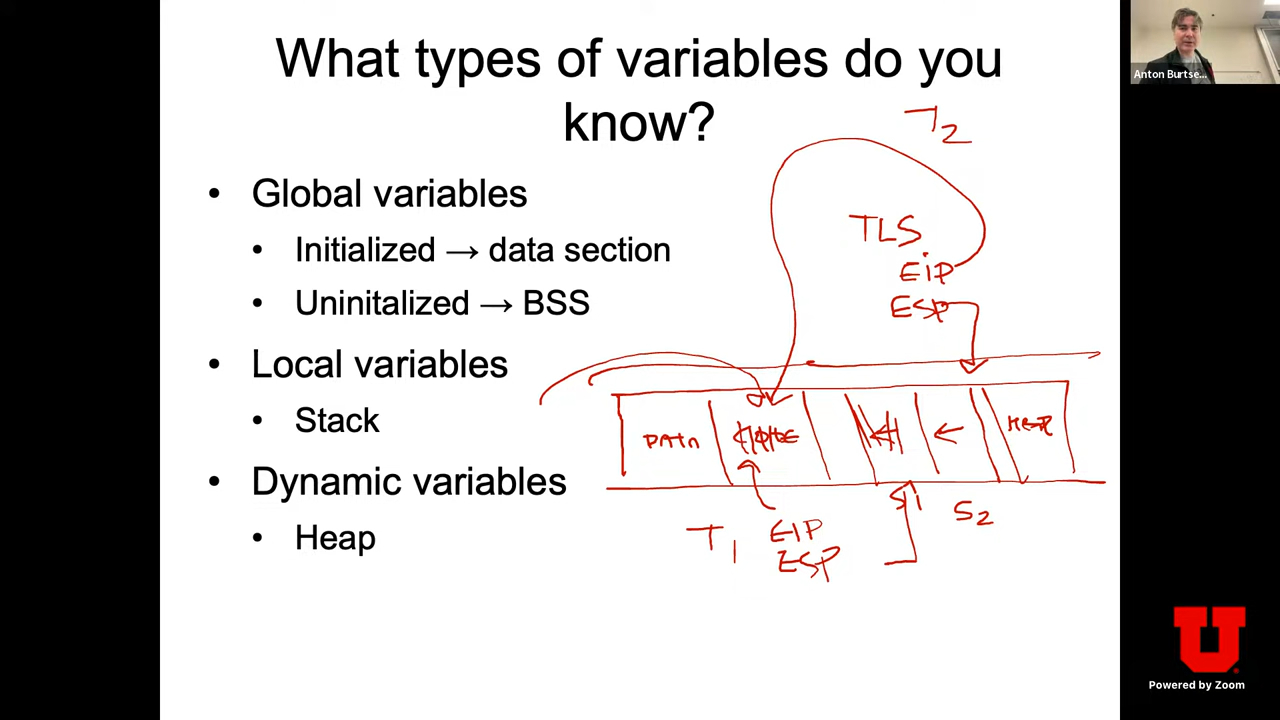 What types of variables do you
know?
• Global variables
• Initialized → data section
• Uninitalized → BSS
• Local variables
• Stack
• Dynamic variables
• Heap
T2
TLS
EIP
ESP
DATA
CODE
HEAP
S1
S2
T1 EIP
ESP
Anton Burtse...
U
Powered by Zoom